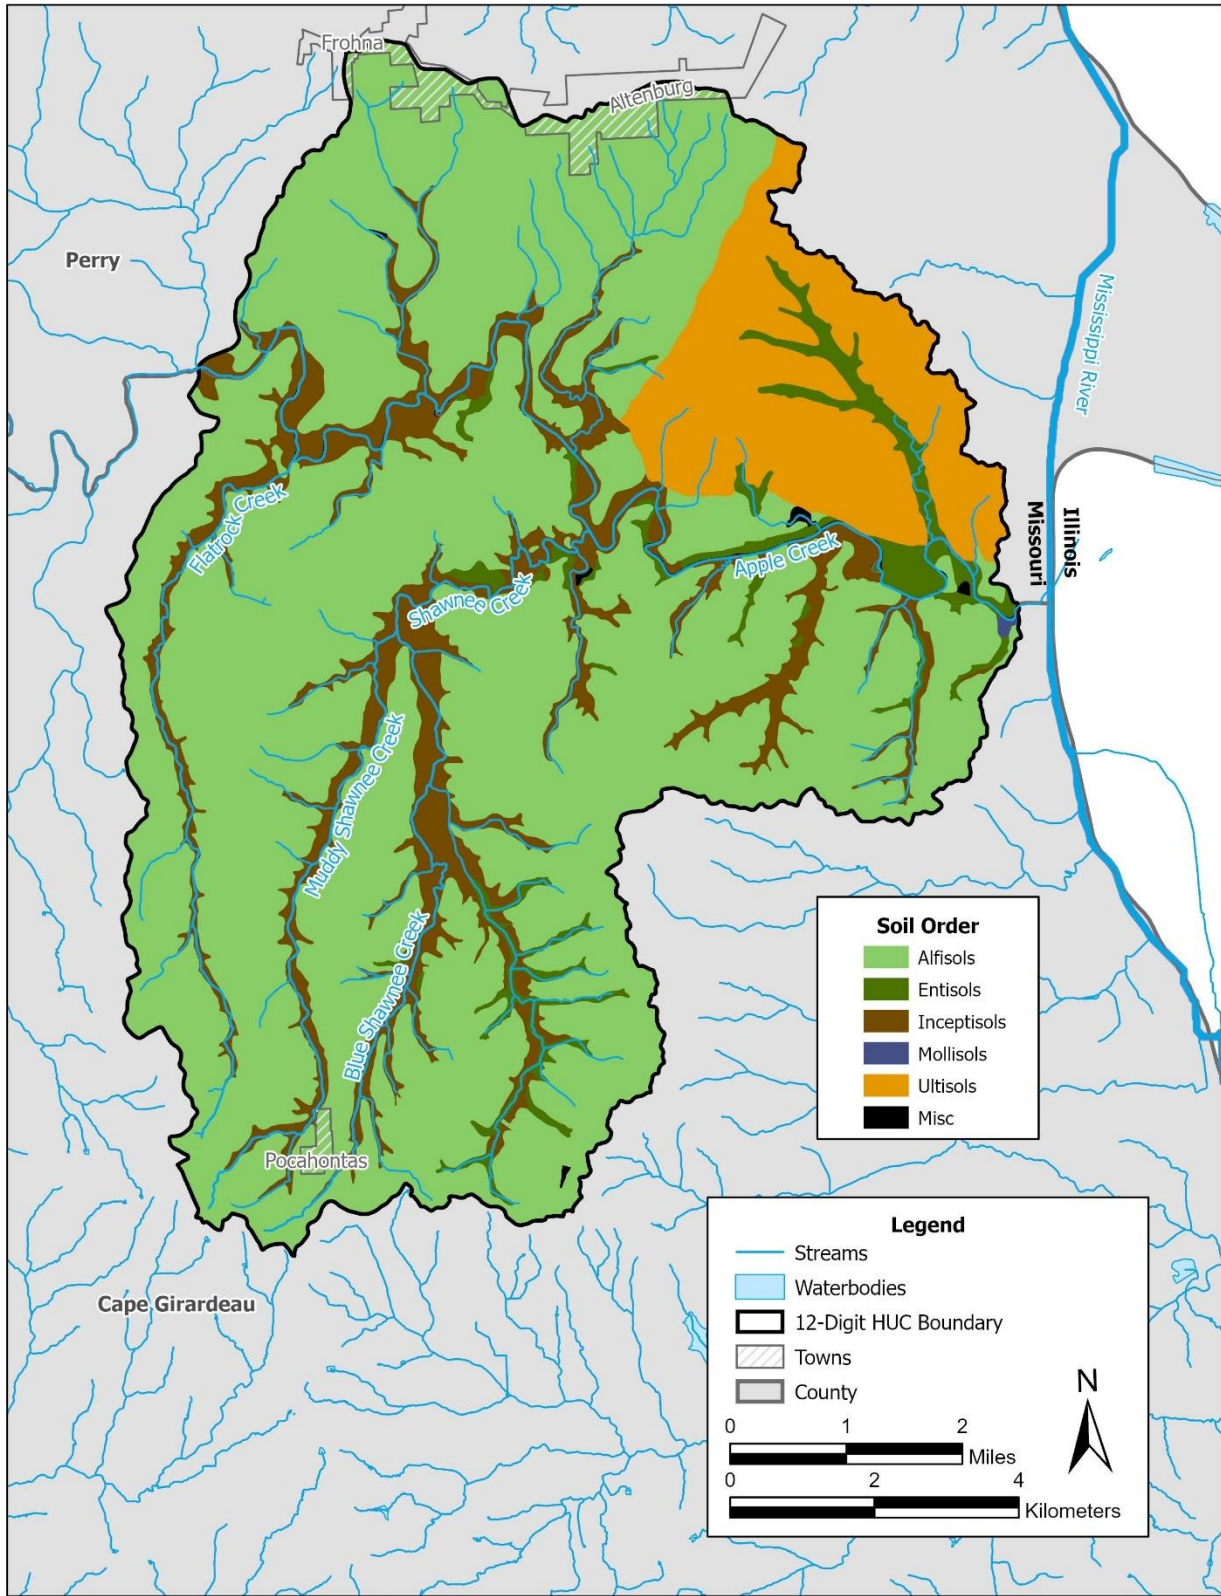 Frohna
Altenburg
Perry
Mississippi River
Illinois
Missouri
Flatrock Creek
Apple Creek
Shawnee Creek
Muddy Shawnee Creek
Blue Shawnee Creek
Pocahontas
Cape Girardeau
Soil Order
Alfisols
Entisols
Inceptisols
Mollisols
Ultisols
Misc
Legend
Streams
Waterbodies
12-Digit HUC Boundary
Towns
County
N
0 1 2
Miles
0 2 4
Kilometers